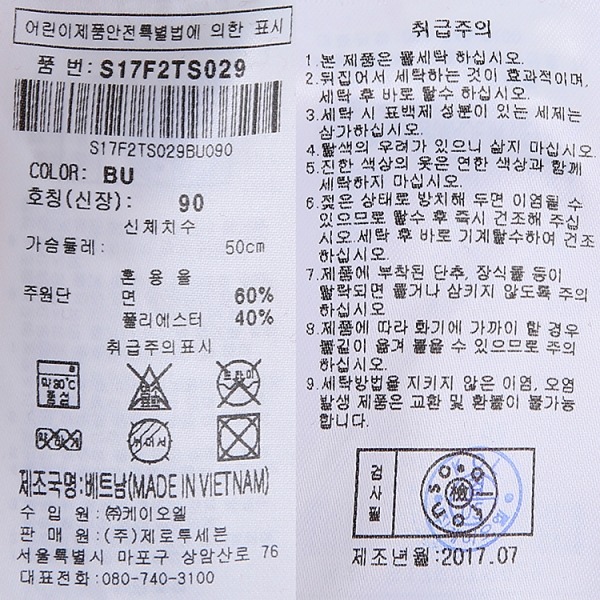 어린이제품안전특별법에 의한 표시
품 번: S17F2TS029
S17F2TS029BU090
COLOR: BU
호칭(신장): 90
신체치수
가슴둘레: 50cm
혼용율
주원단 면 60%
폴리에스터 40%
취급주의표시
약30℃
중성
제조국명:베트남(MADE IN VIETNAM)
수 입 원: ㈜케이오엘
판 매 원: (주)제로투세븐
서울특별시 마포구 상암산로 76
대표전화:080-740-3100
취급주의
1.본 제품은 물세탁 하십시오.
2.뒤집어서 세탁하는 것이 효과적이며,
세탁 후 바로 탈수 하십시오.
3.세탁 시 표백제 성분이 있는 세제는
삼가하십시오.
4.탈색의 우려가 있으니 삶지 마십시오.
5.진한 색상의 옷은 연한 색상과 함께
세탁하지 마십시오.
6.젖은 상태로 방치해 두면 이염될 수
있으므로 탈수 후 즉시 건조해 주십
시오.세탁 후 바로 기계탈수하여 건조
하십시오.
7.제품에 부착된 단추, 장식물 등이
탈락되면 물거나 삼키지 않도록 주의
하십시오
8.제품에 따라 화기에 가까이 할 경우
불길이 옮겨 붙을 수 있으므로 주의
하십시오.
9.세탁방법을 지키지 않은 이염, 오염
발생 제품은 교환 및 환불이 불가능
합니다.
검사필
檢
제조년월:2017.07